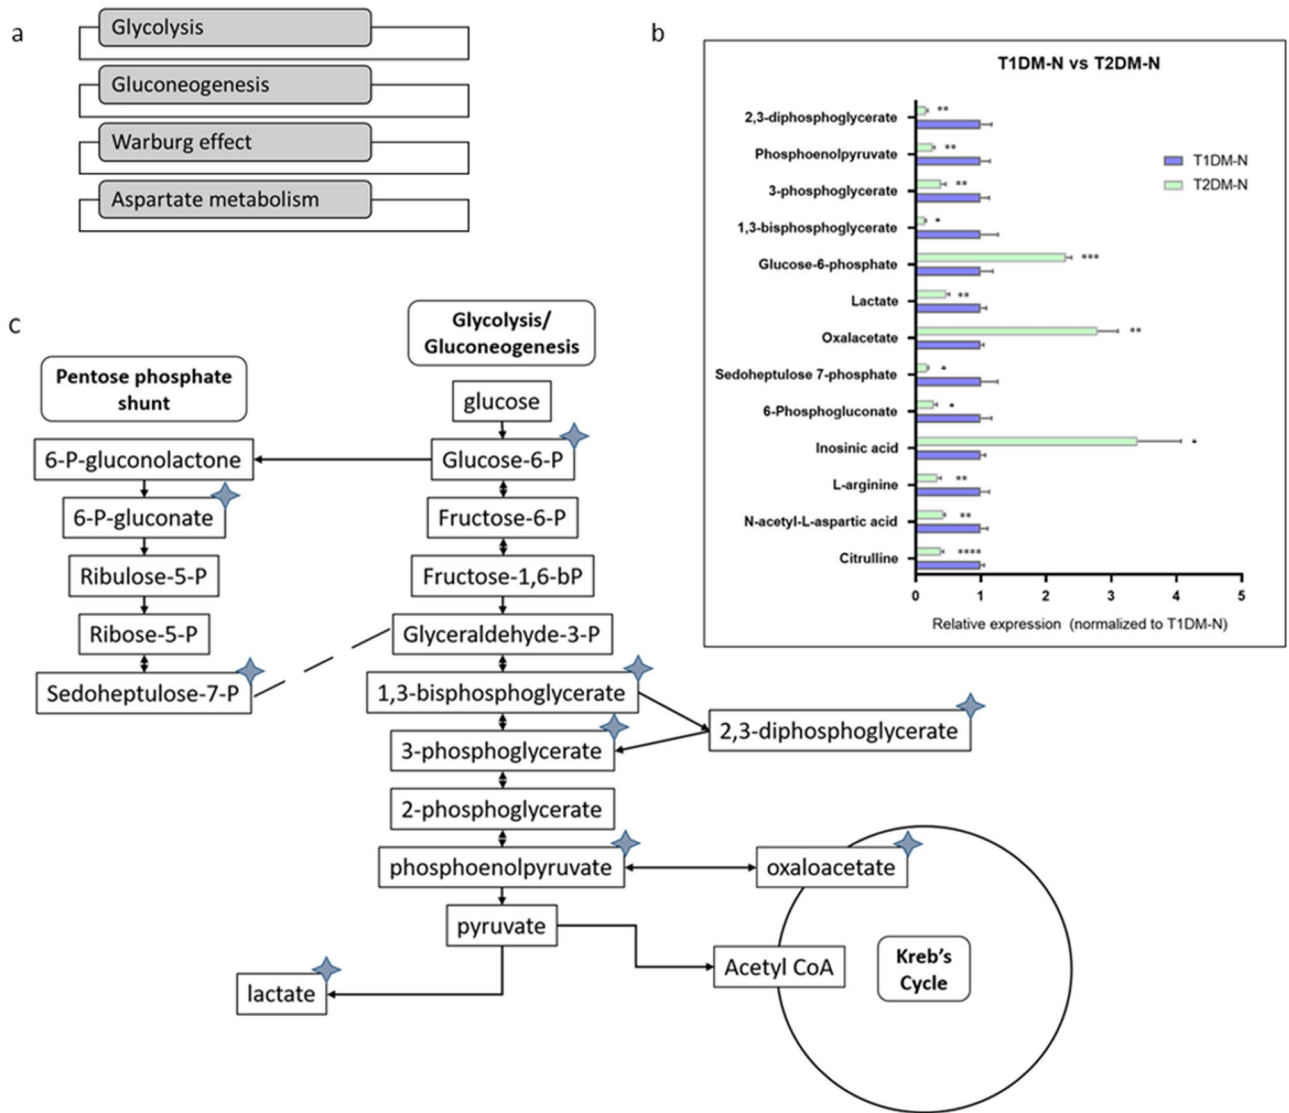 a
Glycolysis
Gluconeogenesis
Warburg effect
Aspartate metabolism
b
T1DM-N vs T2DM-N
2,3-diphosphoglycerate
**
Phosphoenolpyruvate
**
3-phosphoglycerate
**
1,3-bisphosphoglycerate
*
Glucose-6-phosphate
***
Lactate
**
Oxalacetate
**
Sedoheptulose 7-phosphate
*
6-Phosphogluconate
*
Inosinic acid
*
L-arginine
**
N-acetyl-L-aspartic acid
**
Citrulline
****
T1DM-N
T2DM-N
0 1 2 3 4 5
Relative expression (normalized to T1DM-N)
c
Pentose phosphate
shunt
Glycolysis/
Gluconeogenesis
glucose
6-P-gluconolactone
Glucose-6-P
6-P-gluconate
Fructose-6-P
Ribulose-5-P
Fructose-1,6-bP
Ribose-5-P
Glyceraldehyde-3-P
Sedoheptulose-7-P
1,3-bisphosphoglycerate
2,3-diphosphoglycerate
3-phosphoglycerate
2-phosphoglycerate
phosphoenolpyruvate
oxaloacetate
pyruvate
Acetyl CoA
Kreb's
Cycle
lactate